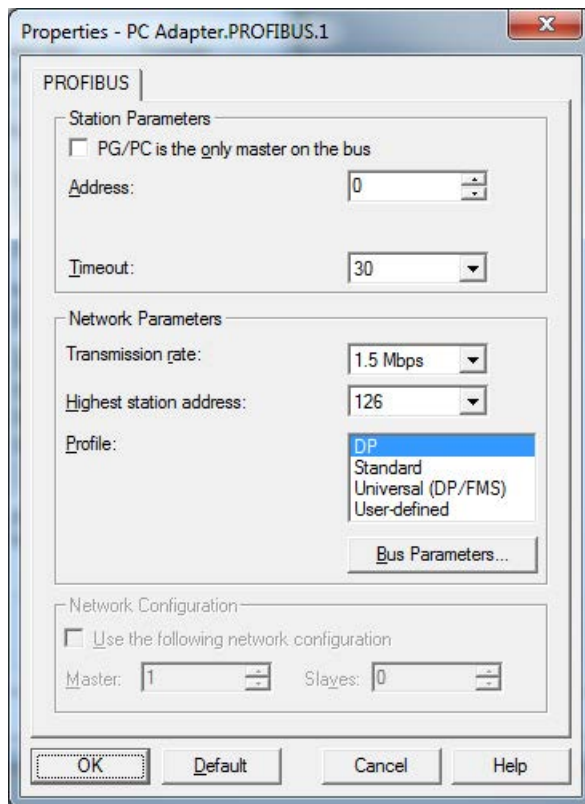 Properties - PC Adapter.PROFIBUS.1
PROFIBUS
Station Parameters
PG/PC is the only master on the bus
Address: 0
Timeout: 30
Network Parameters
Transmission rate: 1.5 Mbps
Highest station address: 126
Profile: DP
Standard
Universal (DP/FMS)
User-defined
Bus Parameters...
Network Configuration
Use the following network configuration
Master: 1 Slaves: 0
OK Default Cancel Help